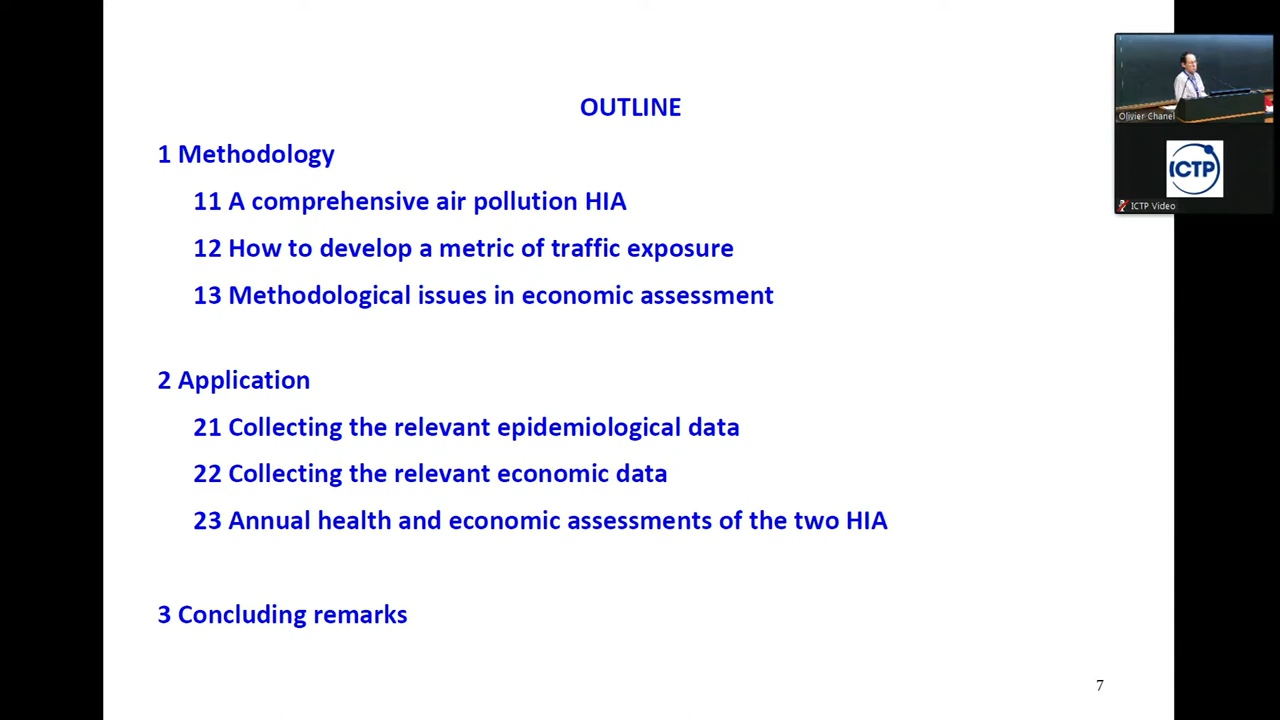 OUTLINE
1 Methodology
11 A comprehensive air pollution HIA
12 How to develop a metric of traffic exposure
13 Methodological issues in economic assessment
2 Application
21 Collecting the relevant epidemiological data
22 Collecting the relevant economic data
23 Annual health and economic assessments of the two HIA
3 Concluding remarks
7
Olivier Chanel
ICTP
ICTP Video